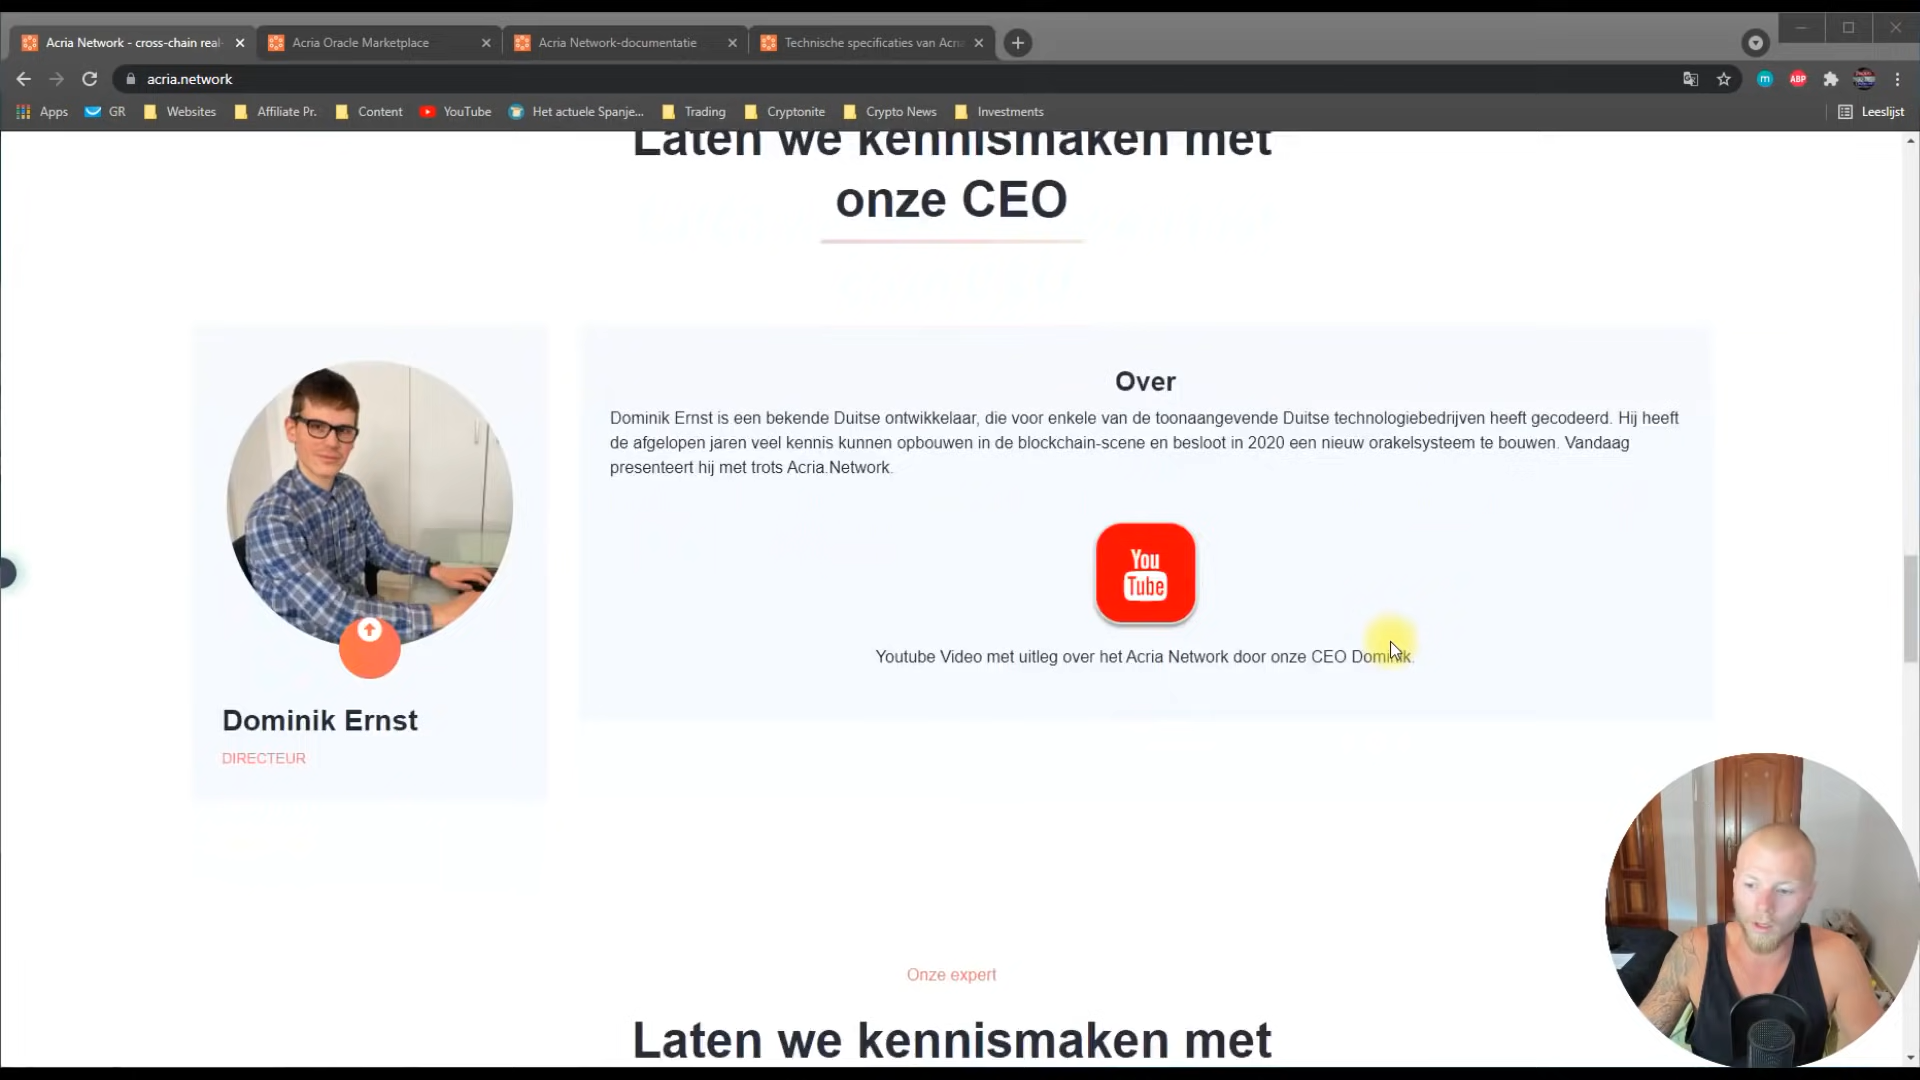 Acria Network - cross-chain real-
Acria Oracle Marketplace
Acria Network-documentatie
Technische specificaties van Acria
acria.network
Apps
GR
Websites
Affiliate Pr.
Content
YouTube
Het actuele Spanje...
Trading
Cryptonite
Crypto News
Investments
Leeslijst
Laten we kennismaken met
onze CEO
Over
Dominik Ernst is een bekende Duitse ontwikkelaar, die voor enkele van de toonaangevende Duitse technologiebedrijven heeft gecodeerd. Hij heeft
de afgelopen jaren veel kennis kunnen opbouwen in de blockchain-scene en besloot in 2020 een nieuw orakelsysteem te bouwen. Vandaag
presenteert hij met trots Acria.Network.
You
Tube
Youtube Video met uitleg over het Acria Network door onze CEO Dominik.
Dominik Ernst
DIRECTEUR
Onze expert
Laten we kennismaken met
m
ABP